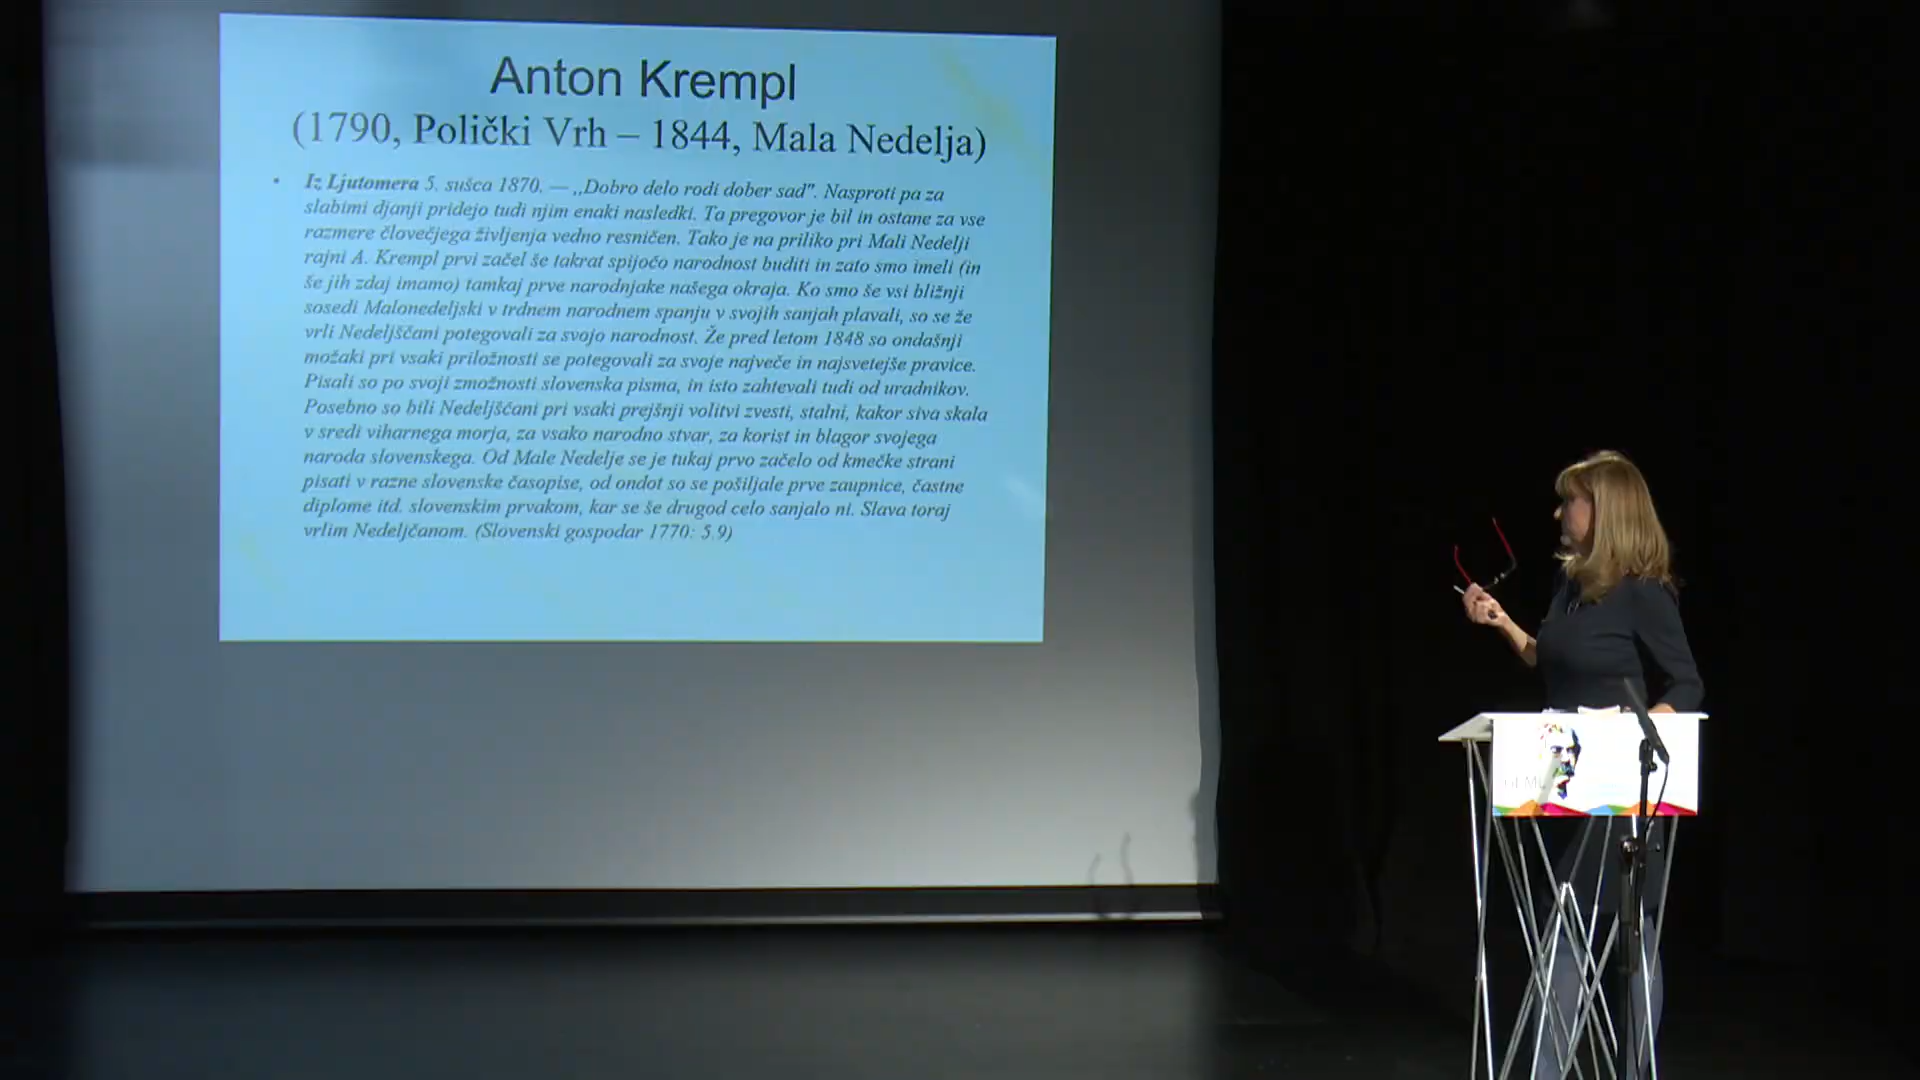 Anton Krempl
(1790, Polički Vrh – 1844, Mala Nedelja)
• Iz Ljutomera 5. sušca 1870. — ,,Dobro delo rodi dober sad". Nasproti pa za
slabimi djanji pridejo tudi njim enaki nasledki. Ta pregovor je bil in ostane za vse
razmere človečjega življenja vedno resničen. Tako je na priliko pri Mali Nedelji
rajni A. Krempl prvi začel še takrat spijočo narodnost buditi in zato smo imeli (in
še jih zdaj imamo) tamkaj prve narodnjake našega okraja. Ko smo še vsi bližnji
sosedi Malonedeljski v trdnem narodnem spanju v svojih sanjah plavali, so se že
vrli Nedeljščani potegovali za svojo narodnost. Že pred letom 1848 so ondašnji
možaki pri vsaki priložnosti se potegovali za svoje največe in najsvetejše pravice.
Pisali so po svoji zmožnosti slovenska pisma, in isto zahtevali tudi od uradnikov.
Posebno so bili Nedeljščani pri vsaki prejšnji volitvi zvesti, stalni, kakor siva skala
v sredi viharnega morja, za vsako narodno stvar, za korist in blagor svojega
naroda slovenskega. Od Male Nedelje se je tukaj prvo začelo od kmečke strani
pisati v razne slovenske časopise, od ondot so se pošiljale prve zaupnice, častne
diplome itd. slovenskim prvakom, kar se še drugod celo sanjalo ni. Slava toraj
vrlim Nedeljčanom. (Slovenski gospodar 1770: 5.9)